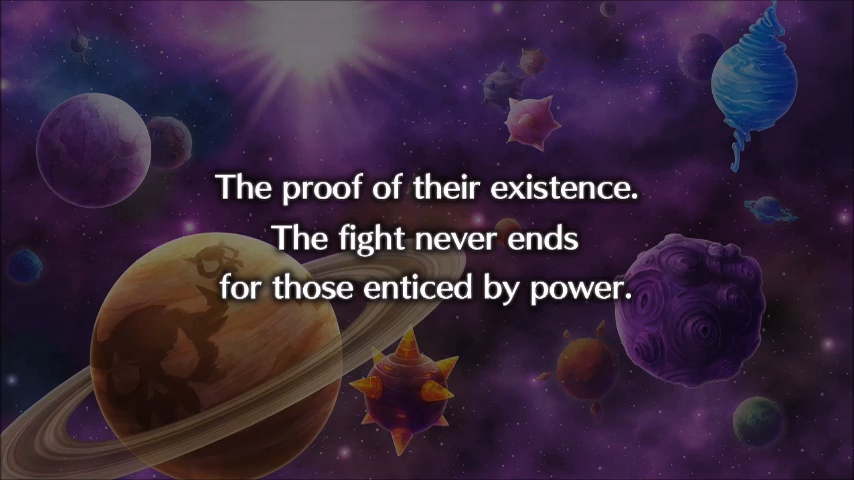 The proof of their existence.
The fight never ends
for those enticed by power.